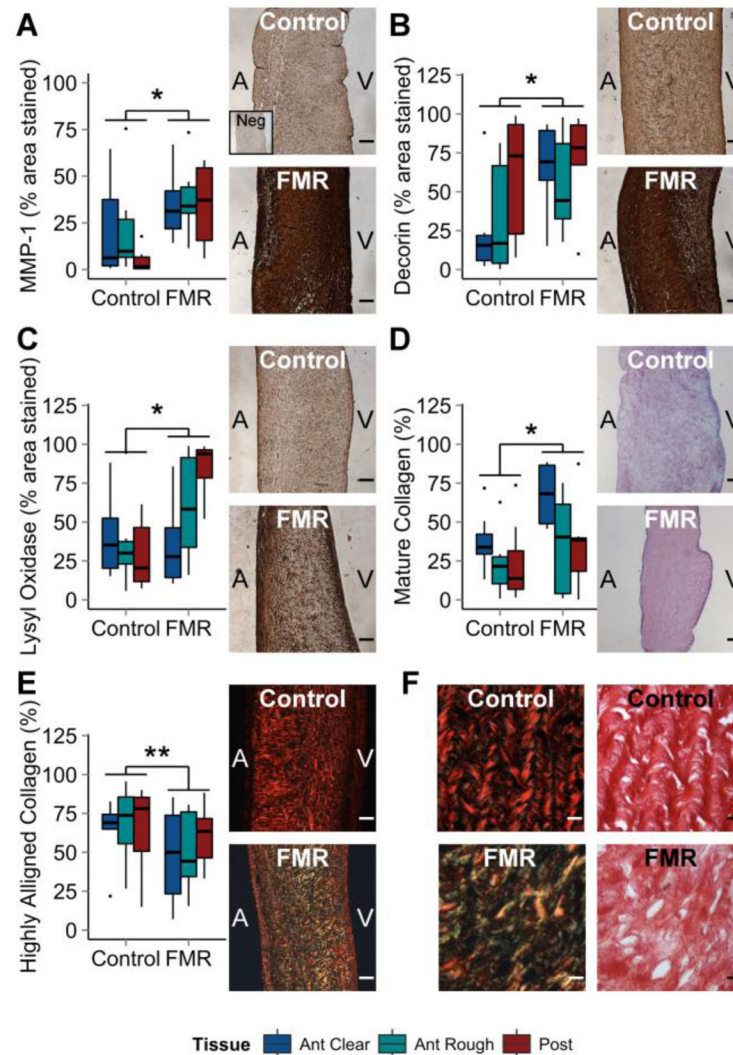 A
MMP-1 (% area stained)
100
75
50
25
0
*
Control FMR
Control
A V
Neg
FMR
A V
B
Decorin (% area stained)
125
100
75
50
25
0
*
Control FMR
Control
A V
FMR
A V
C
Lysyl Oxidase (% area stained)
125
100
75
50
25
0
*
Control FMR
Control
A V
FMR
A V
D
Mature Collagen (%)
125
100
75
50
25
0
*
Control FMR
Control
A V
FMR
A V
E
Highly Alligned Collagen (%)
125
100
75
50
25
0
**
Control FMR
Control
A V
FMR
A V
F
Control Control
FMR FMR
Tissue Ant Clear Ant Rough Post